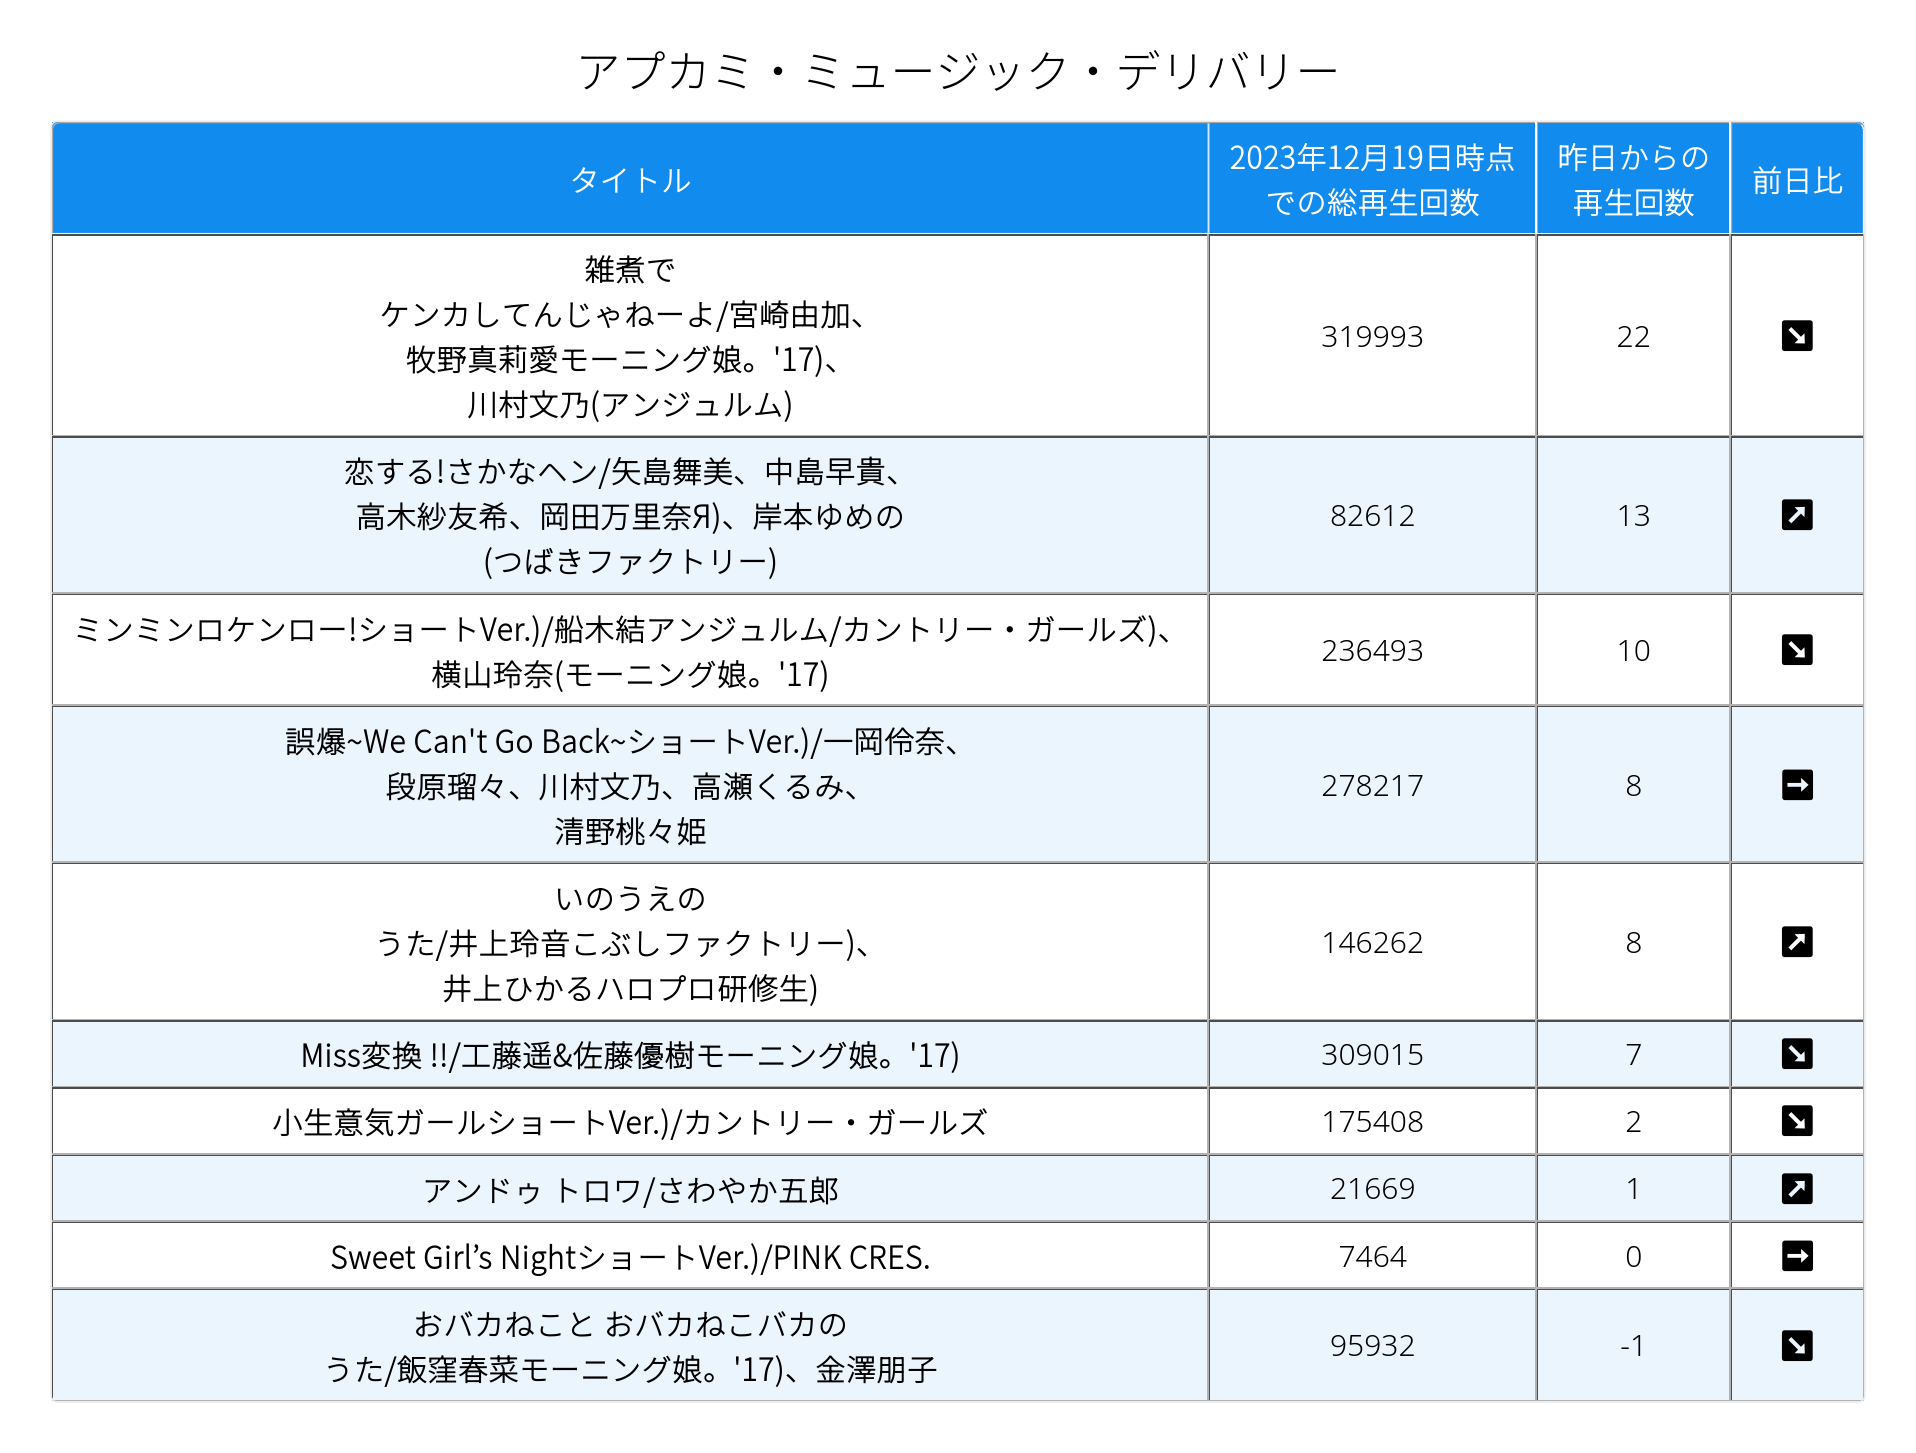 アプカミ・ミュージック・デリバリー
タイトル
2023年12月19日時点
での総再生回数
昨日からの
再生回数
前日比
雑煮で
ケンカしてんじゃねーよ/宮崎由加、
牧野真莉愛モーニング娘。'17)、
川村文乃(アンジュルム)
319993
22
恋する!さかなヘン/矢島舞美、中島早貴、
高木紗友希、岡田万里奈Я)、岸本ゆめの
(つばきファクトリー)
82612
13
ミンミンロケンロー!ショートVer.)/船木結アンジュルム/カントリー・ガールズ)、
横山玲奈(モーニング娘。'17)
236493
10
誤爆~We Can't Go Back~ショートVer.)/一岡伶奈、
段原瑠々、川村文乃、高瀬くるみ、
清野桃々姫
278217
8
いのうえの
うた/井上玲音こぶしファクトリー)、
井上ひかるハロプロ研修生)
146262
8
Miss変換 !!/工藤遥&佐藤優樹モーニング娘。'17)
309015
7
小生意気ガールショートVer.)/カントリー・ガールズ
175408
2
アンドゥ トロワ/さわやか五郎
21669
1
Sweet Girl’s NightショートVer.)/PINK CRES.
7464
0
おバカねこと おバカねこバカの
うた/飯窪春菜モーニング娘。'17)、金澤朋子
95932
-1